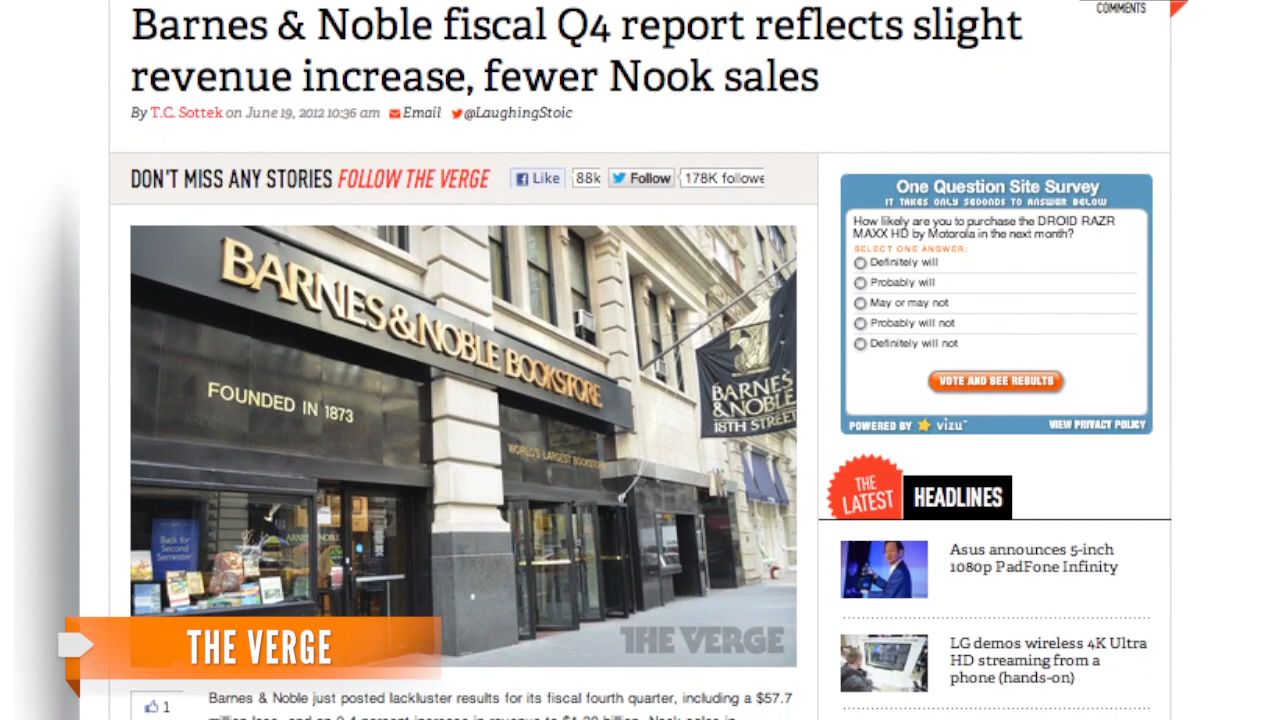 COMMENTS
Barnes & Noble fiscal Q4 report reflects slight
revenue increase, fewer Nook sales
By T.C. Sottek on June 19, 2012 10:36 am Email @LaughingStoic
DON'T MISS ANY STORIES FOLLOW THE VERGE Like 88k Follow 178K followe
BARNES & NOBLE BOOKSTORE
FOUNDED IN 1873
WORLD'S LARGEST BOOKSTORE
BARNES
& NOBLE
18TH STREET
Back for
Second
Semester
BARNES NOBLE
THE VERGE
THE VERGE
1
Barnes & Noble just posted lackluster results for its fiscal fourth quarter, including a $57.7
One Question Site Survey
IT TAKES ONLY SECONDS TO ANSWER BELOW
How likely are you to purchase the DROID RAZR
MAXX HD by Motorola in the next month?
SELECT ONE ANSWER:
Definitely will
Probably will
May or may not
Probably will not
Definitely will not
VOTE AND SEE RESULTS
POWERED BY vizu VIEW PRIVACY POLICY
THE
LATEST
HEADLINES
Asus announces 5-inch
1080p PadFone Infinity
LG demos wireless 4K Ultra
HD streaming from a
phone (hands-on)